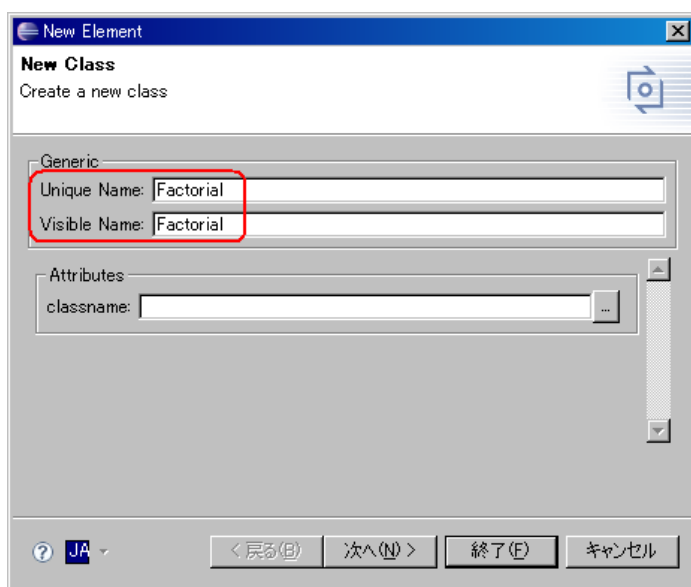 New Element
New Class
Create a new class
Generic
Unique Name: Factorial
Visible Name: Factorial
Attributes
classname: ...
? JA < 戻る(B) 次へ(N) > 終了(F) キャンセル